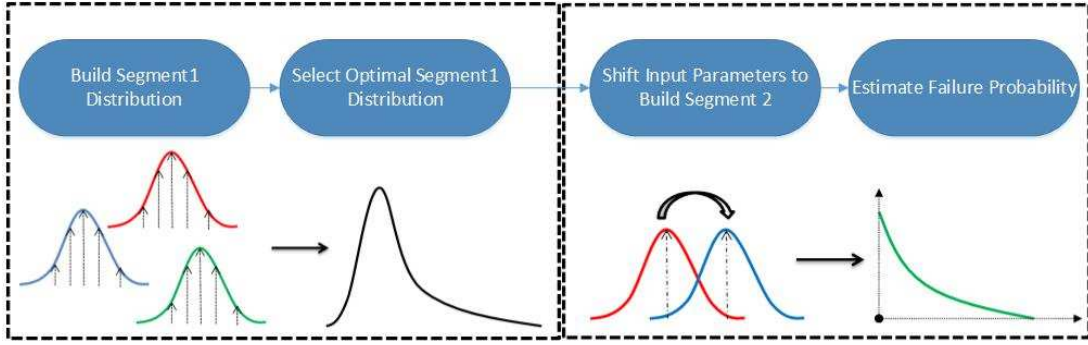 Build Segment1
Distribution
Select Optimal Segment1
Distribution
Shift Input Parameters to
Build Segment 2
Estimate Failure Probability